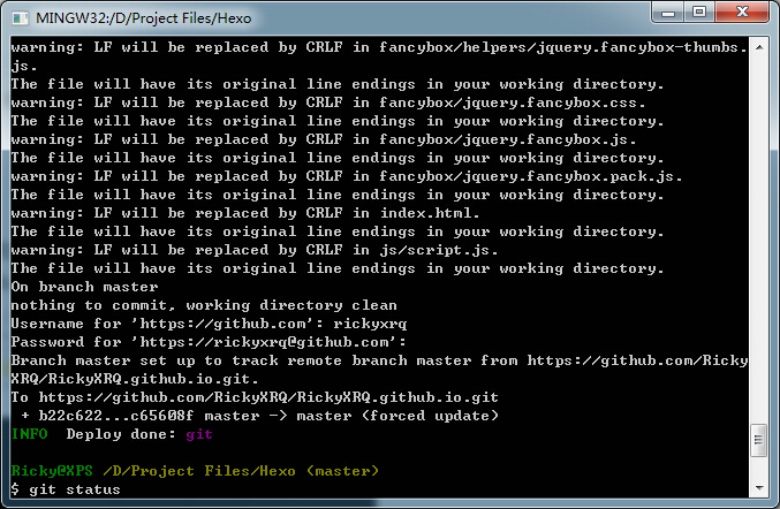 MINGW32:/D/Project Files/Hexo
warning: LF will be replaced by CRLF in fancybox/helpers/jquery.fancybox-thumbs.
js.
The file will have its original line endings in your working directory.
warning: LF will be replaced by CRLF in fancybox/jquery.fancybox.css.
The file will have its original line endings in your working directory.
warning: LF will be replaced by CRLF in fancybox/jquery.fancybox.js.
The file will have its original line endings in your working directory.
warning: LF will be replaced by CRLF in fancybox/jquery.fancybox.pack.js.
The file will have its original line endings in your working directory.
warning: LF will be replaced by CRLF in index.html.
The file will have its original line endings in your working directory.
warning: LF will be replaced by CRLF in js/script.js.
The file will have its original line endings in your working directory.
On branch master
nothing to commit, working directory clean
Username for 'https://github.com': rickyxrq
Password for 'https://rickyxrq@github.com':
Branch master set up to track remote branch master from https://github.com/Ricky
XRQ/RickyXRQ.github.io.git.
To https://github.com/RickyXRQ/RickyXRQ.github.io.git
 + b22c622...c65608f master -> master (forced update)
INFO  Deploy done: git
Ricky@XPS /D/Project Files/Hexo (master)
$ git status